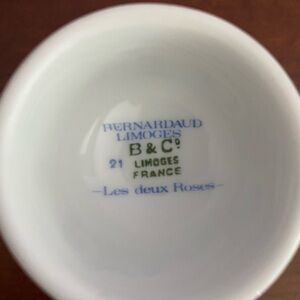 BERNARDAUD
LIMOGES
B & Cº
21 LIMOGES
FRANCE
-Les deux Roses-